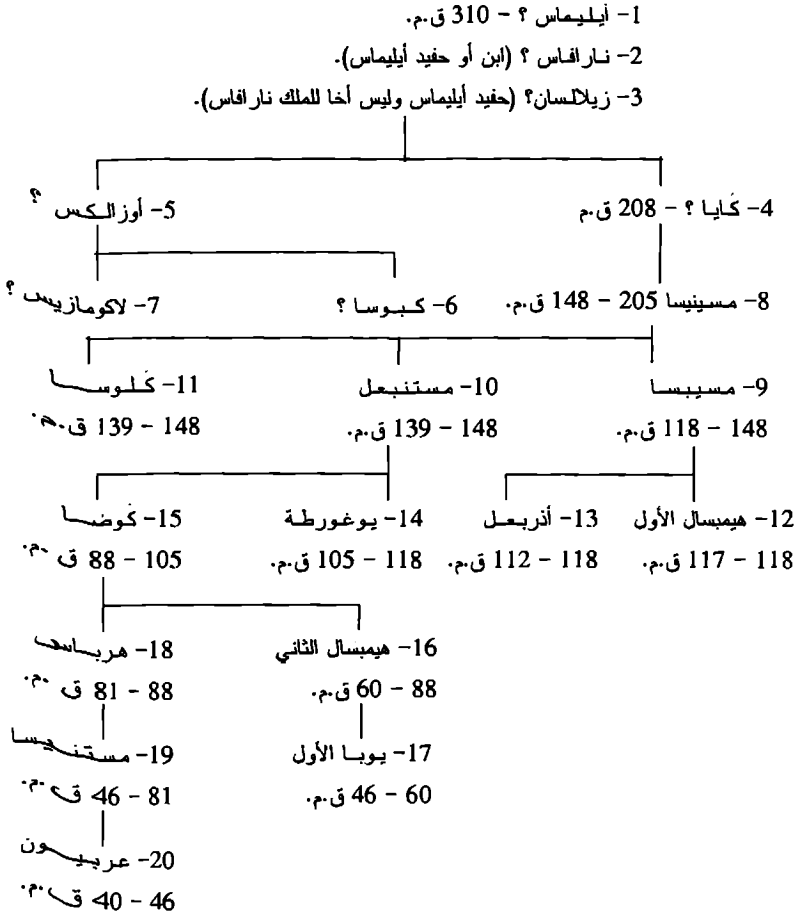 1- أيليماس ؟ - 310 ق.م.
2- نارافاس ؟ (ابن أو حفيد أيليماس).
3- زيلالسان؟ (حفيد أيليماس وليس أخا للملك نارافاس).
4- كَايا ؟ - 208 ق.م
5- أوزالكس ؟
8- مسينيسا 205 - 148 ق.م.
6- كبوسا ؟
7- لاكومازيس ؟
9- مسيبسا
10- مستنبعل
11- كَلوسا
148 - 118 ق.م.
148 - 139 ق.م.
148 - 139 ق.م.
12- هيمبسال الأول
13- أذربعل
14- يوغورطة
15- كَوضا
118 - 117 ق.م.
118 - 112 ق.م.
118 - 105 ق.م.
105 - 88 ق.م.
16- هيمبسال الثاني
18- هرباسب
88 - 60 ق.م.
88 - 81 ق.م.
17- يوبا الأول
19- مستنيسا
60 - 46 ق.م.
81 - 46 ق.م.
20- عربيون
46 - 40 ق.م.